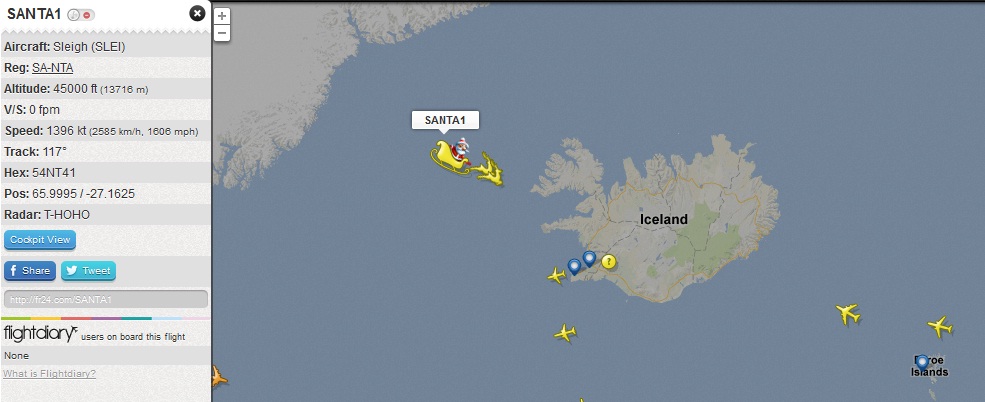 SANTA1
Aircraft: Sleigh (SLEI)
Reg: SA-NTA
Altitude: 45000 ft (13716 m)
V/S: 0 fpm
Speed: 1396 kt (2585 km/h, 1606 mph)
Track: 117°
Hex: 54NT41
Pos: 65.9995 / -27.1625
Radar: T-HOHO
Cockpit View
Share
Tweet
http://fr24.com/SANTA1
flightdiary users on board this flight
None
What is Flightdiary?
+
−
SANTA1
Iceland
?
Islands